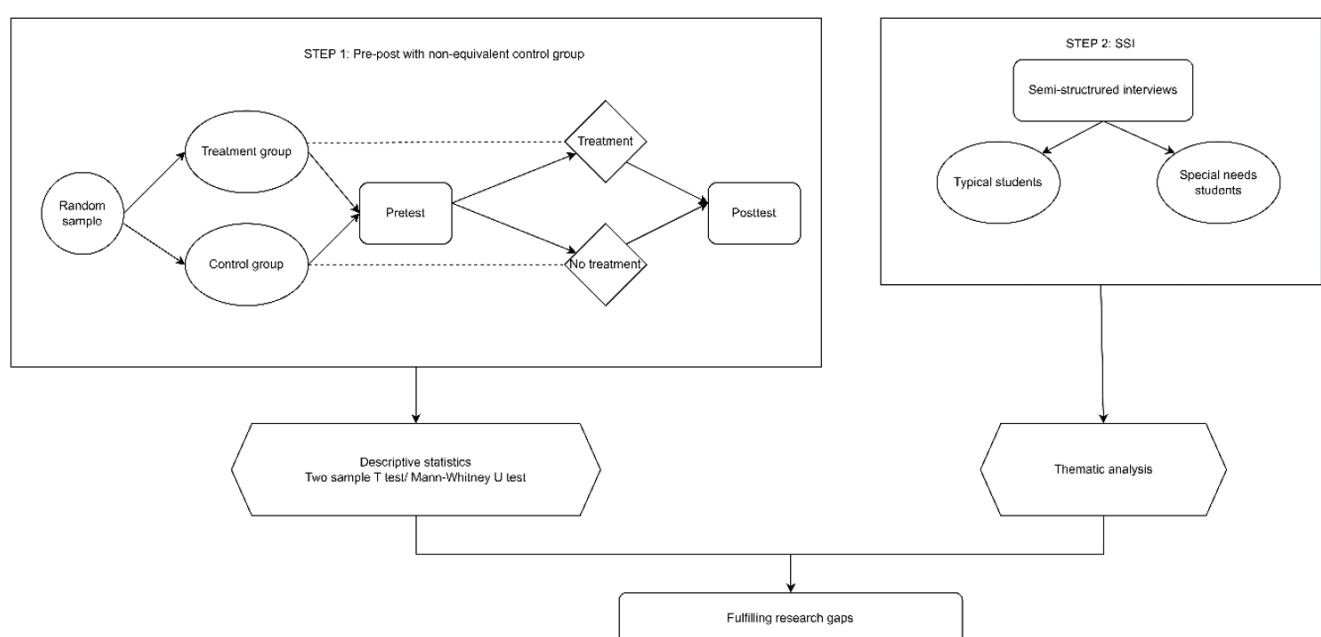 STEP 1: Pre-post with non-equivalent control group
Treatment group
Random
sample
Control group
Pretest
Treatment
No treatment
Posttest
STEP 2: SSI
Semi-structrured interviews
Typical students
Special needs
students
Descriptive statistics
Two sample T test/ Mann-Whitney U test
Thematic analysis
Fulfilling research gaps